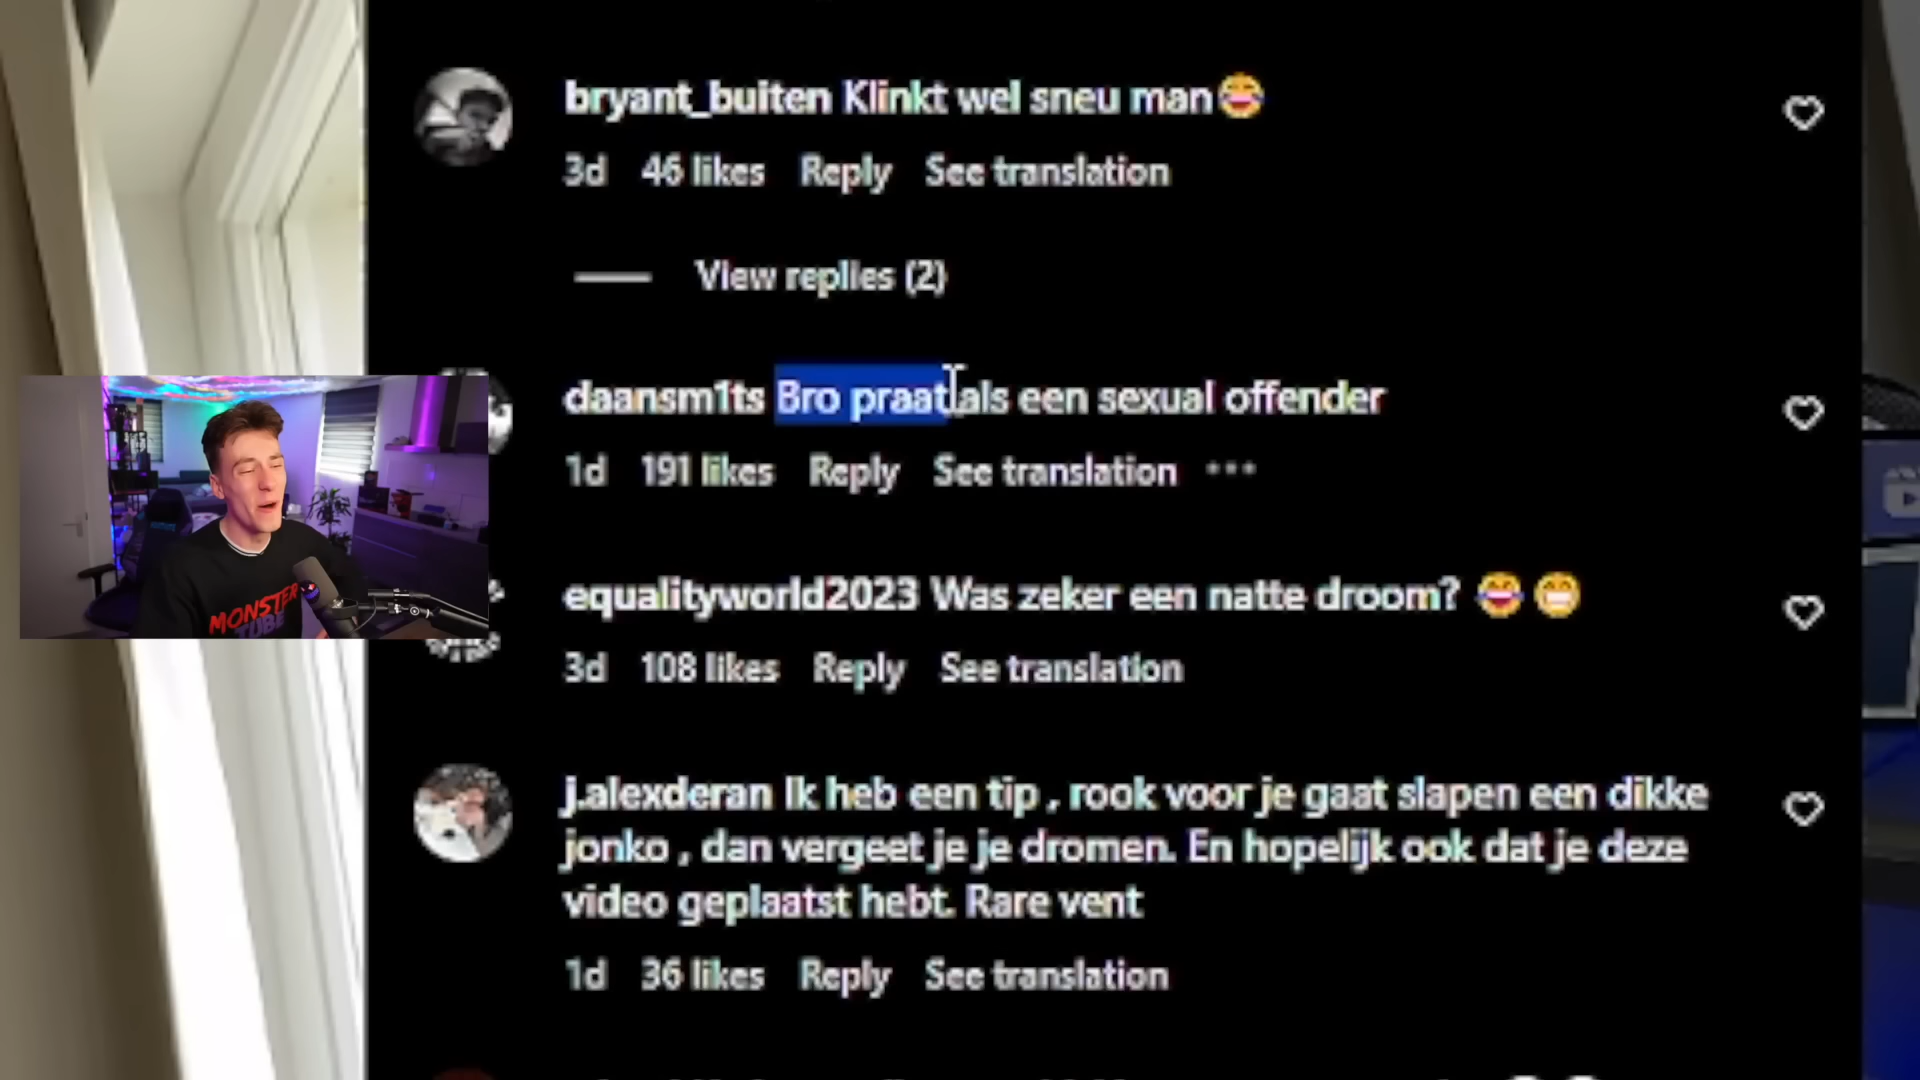 bryant_buiten Klinkt wel sneu man😂
3d 46 likes Reply See translation
View replies (2)
daansm1ts Bro praat als een sexual offender
1d 191 likes Reply See translation •••
equalityworld2023 Was zeker een natte droom? 😂 😁
3d 108 likes Reply See translation
MONSTER
TUBE
j.alexderan Ik heb een tip , rook voor je gaat slapen een dikke
jonko , dan vergeet je je dromen. En hopelijk ook dat je deze
video geplaatst hebt. Rare vent
1d 36 likes Reply See translation